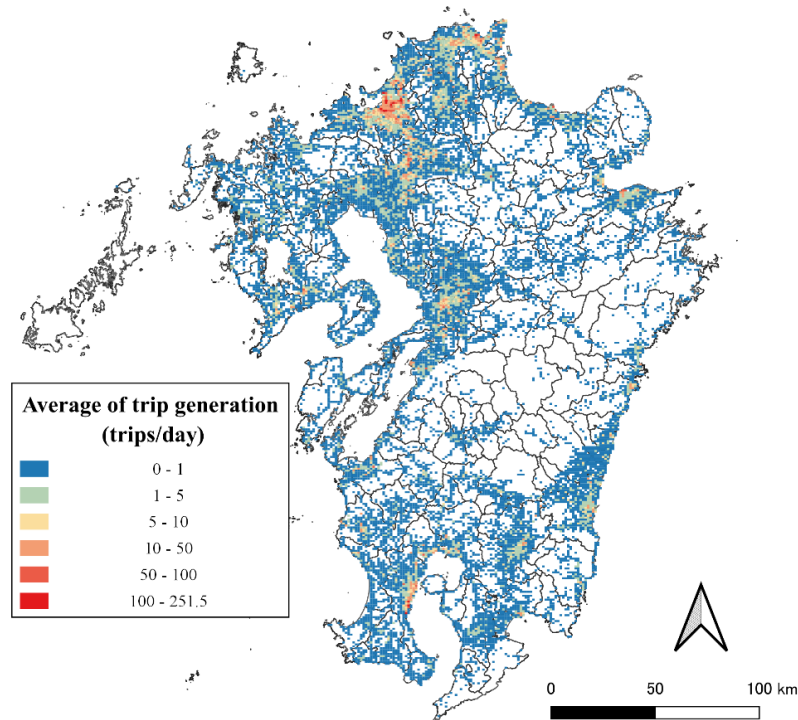 Average of trip generation
(trips/day)
0 - 1
1 - 5
5 - 10
10 - 50
50 - 100
100 - 251.5
0 50 100 km